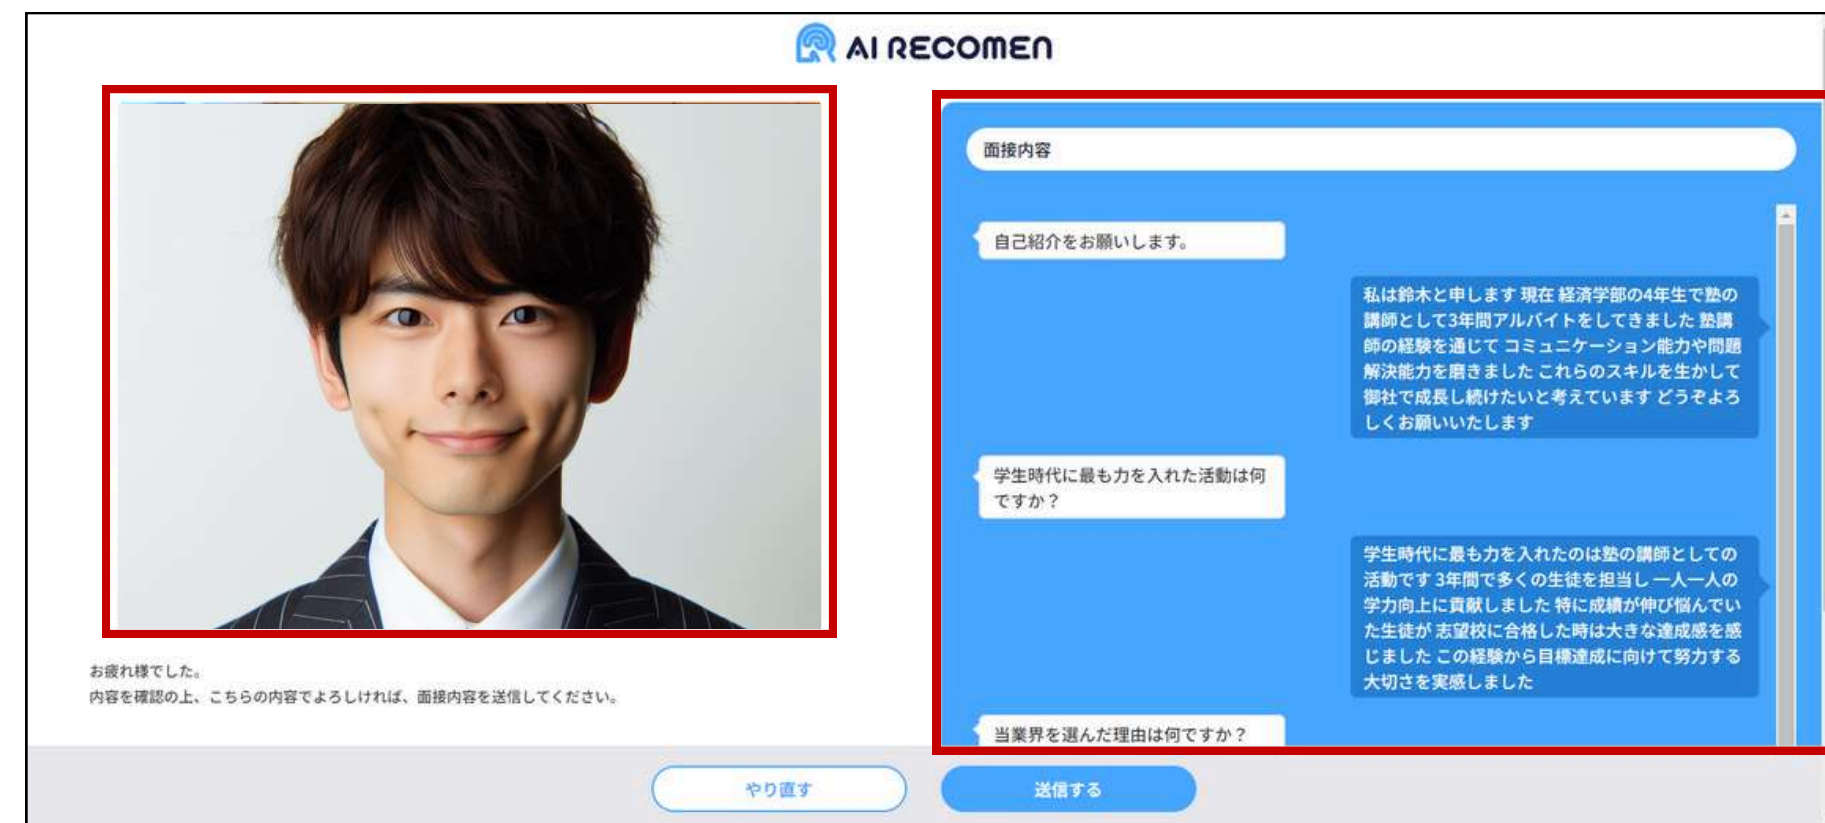 AI RECOMEN
面接内容
自己紹介をお願いします。
私は鈴木と申します 現在 経済学部の4年生で塾の
講師として3年間アルバイトをしてきました 塾講
師の経験を通じて コミュニケーション能力や問題
解決能力を磨きました これらのスキルを生かして
御社で成長し続けたいと考えています どうぞよろ
しくお願いいたします
学生時代に最も力を入れた活動は何
ですか？
学生時代に最も力を入れたのは塾の講師としての
活動です 3年間で多くの生徒を担当し 一人一人の
学力向上に貢献しました 特に成績が伸び悩んでい
た生徒が 志望校に合格した時は大きな達成感を感
じました この経験から目標達成に向けて努力する
大切さを実感しました
当業界を選んだ理由は何ですか？
お疲れ様でした。
内容を確認の上、こちらの内容でよろしければ、面接内容を送信してください。
やり直す
送信する